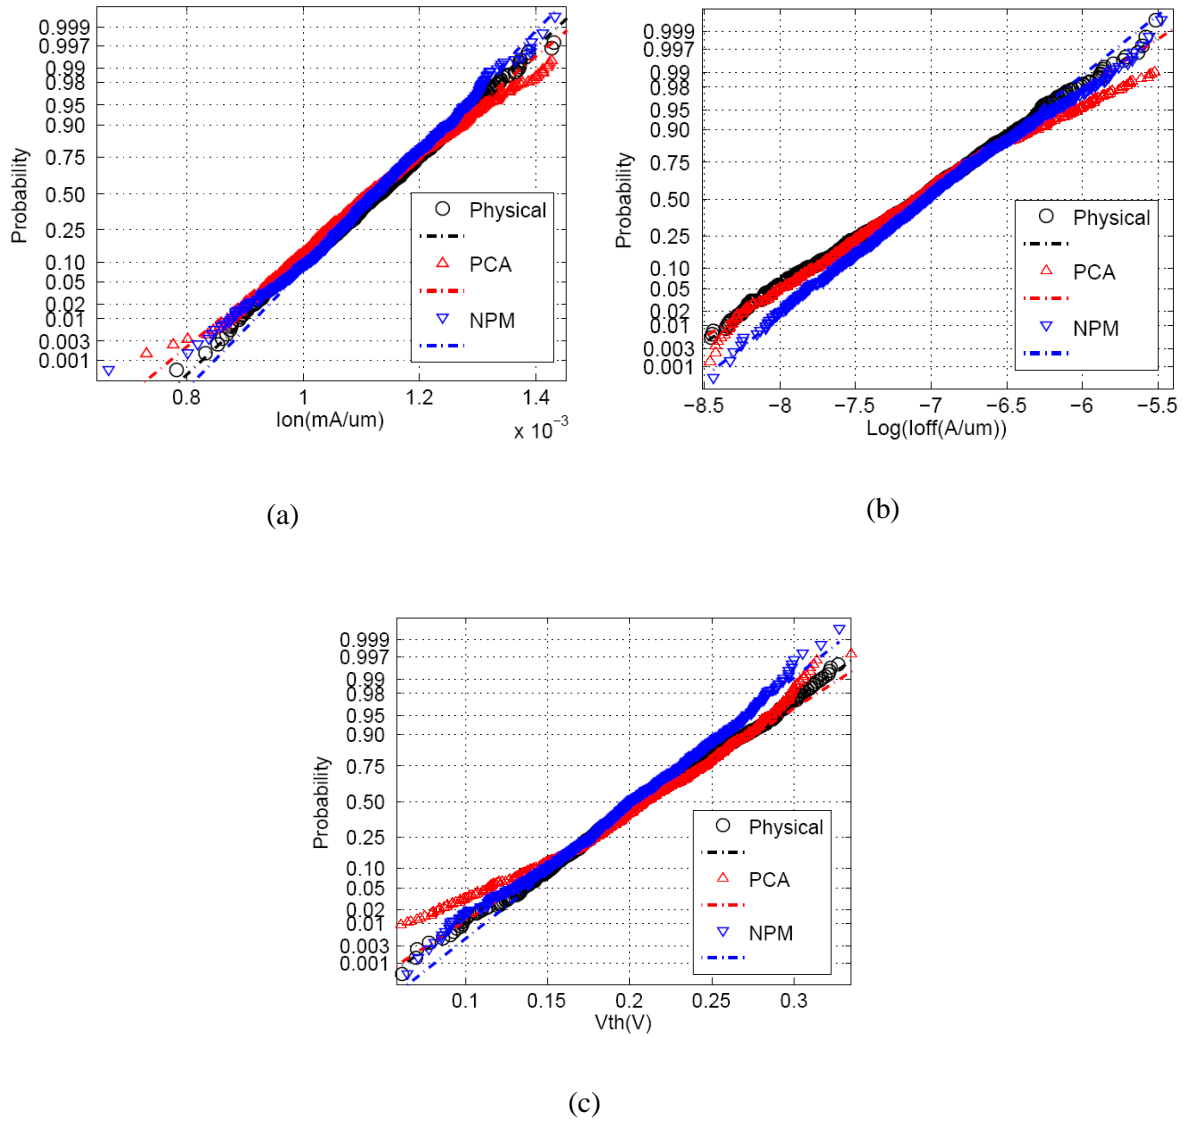 0.999
0.997
0.99
0.98
0.95
0.90
0.75
0.50
0.25
0.10
0.05
0.02
0.01
0.003
0.001
Probability
Physical
PCA
NPM
0.8 1 1.2 1.4
Ion(mA/um)
x 10⁻³
(a)
0.999
0.997
0.99
0.98
0.95
0.90
0.75
0.50
0.25
0.10
0.05
0.02
0.01
0.003
0.001
Probability
Physical
PCA
NPM
−8.5 −8 −7.5 −7 −6.5 −6 −5.5
Log(Ioff(A/um))
(b)
0.999
0.997
0.99
0.98
0.95
0.90
0.75
0.50
0.25
0.10
0.05
0.02
0.01
0.003
0.001
Probability
Physical
PCA
NPM
0.1 0.15 0.2 0.25 0.3
Vth(V)
(c)